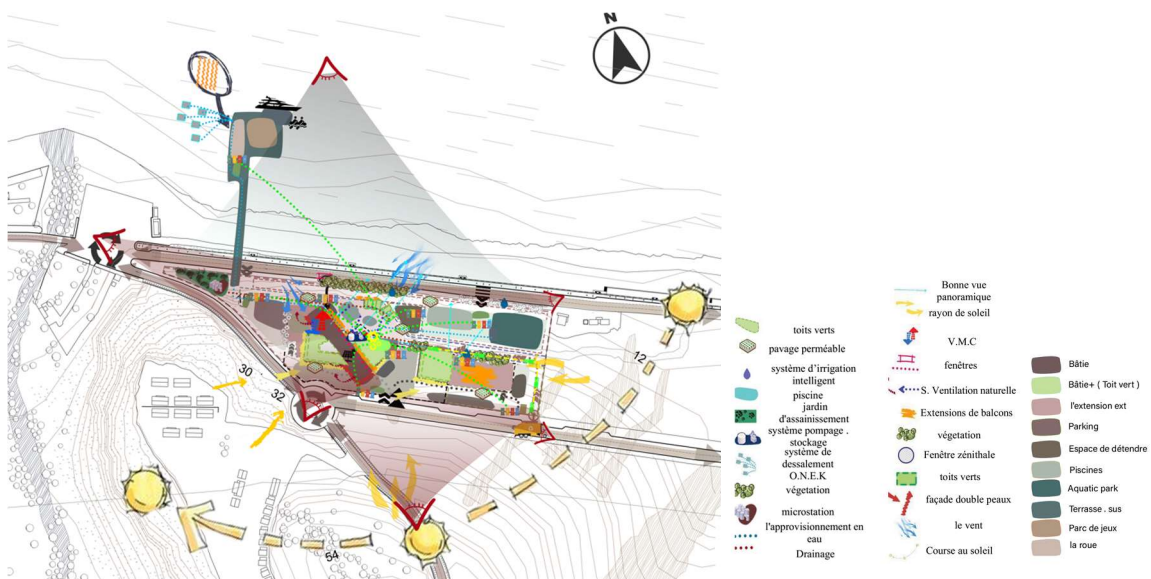 N
30
32
12
54
toits verts
pavage perméable
système d'irrigation
intelligent
piscine
jardin
d'assainissement
système pompage .
stockage
système de
dessalement
O.N.E.K
végetation
microstation
l'approvisionnement en
eau
Drainage
Bonne vue
panoramique
rayon de soleil
V.M.C
fenêtres
S. Ventilation naturelle
Extensions de balcons
végetation
Fenêtre zénithale
toits verts
façade double peaux
le vent
Course au soleil
Bâtie
Bâtie+ ( Toit vert )
l'extension ext
Parking
Espace de détendre
Piscines
Aquatic park
Terrasse . sus
Parc de jeux
la roue